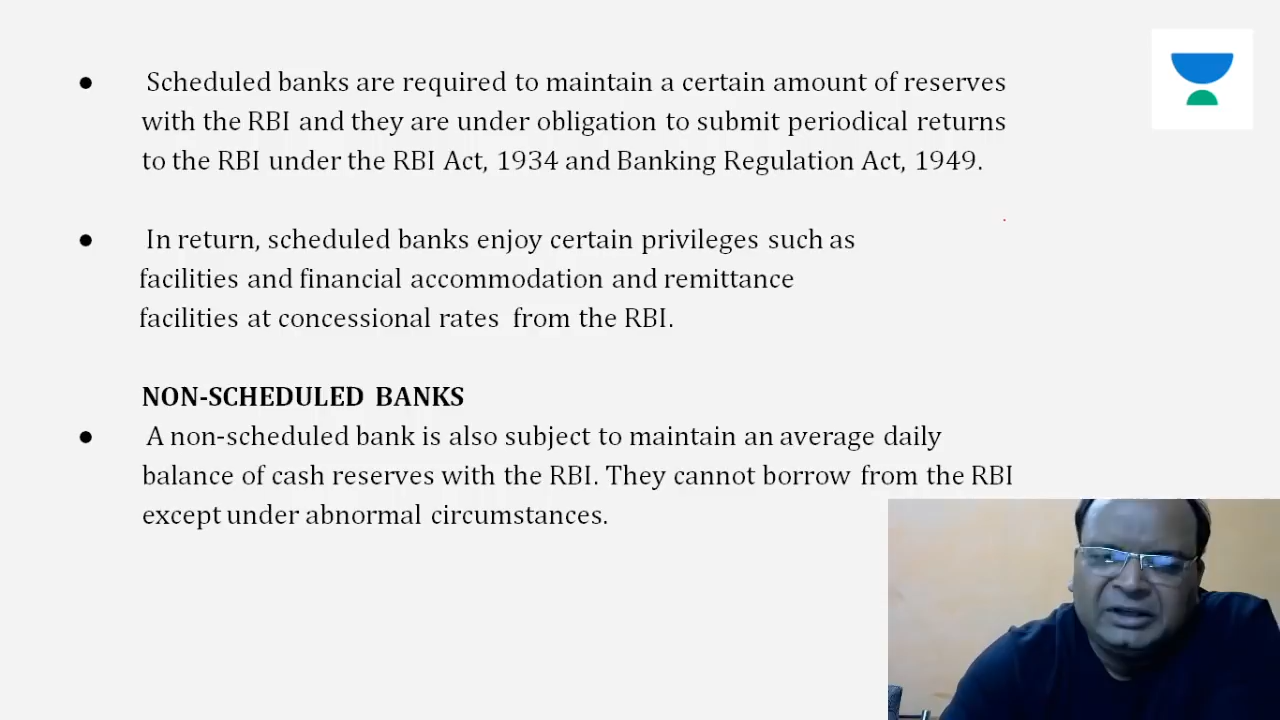 ● Scheduled banks are required to maintain a certain amount of reserves
with the RBI and they are under obligation to submit periodical returns
to the RBI under the RBI Act, 1934 and Banking Regulation Act, 1949.
● In return, scheduled banks enjoy certain privileges such as
facilities and financial accommodation and remittance
facilities at concessional rates from the RBI.
NON-SCHEDULED BANKS
● A non-scheduled bank is also subject to maintain an average daily
balance of cash reserves with the RBI. They cannot borrow from the RBI
except under abnormal circumstances.